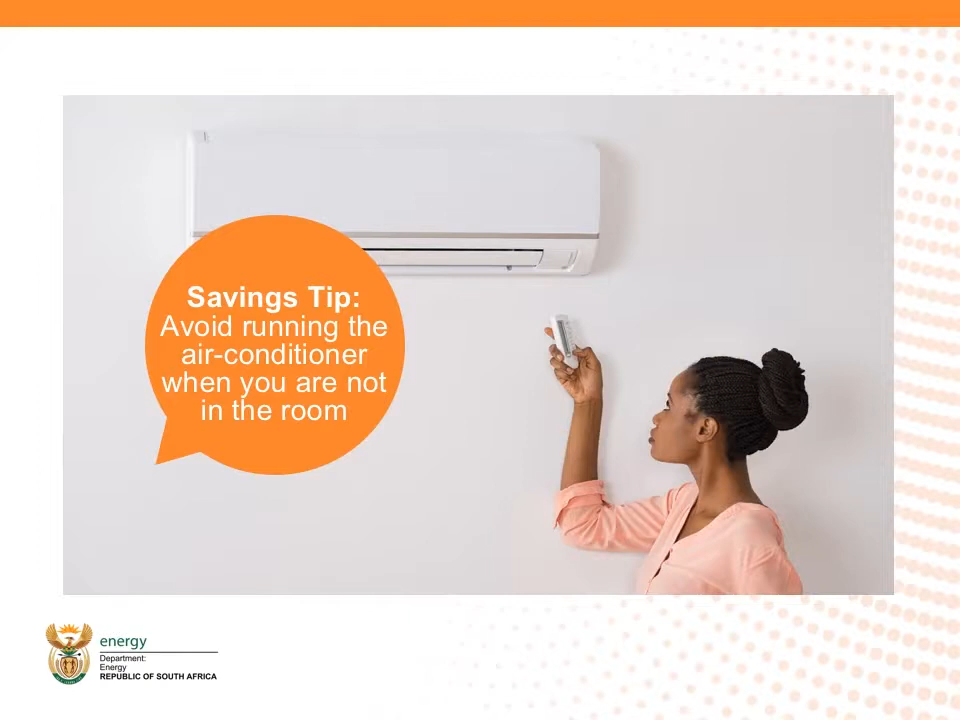 Savings Tip:
Avoid running the
air-conditioner
when you are not
in the room
energy
Department:
Energy
REPUBLIC OF SOUTH AFRICA